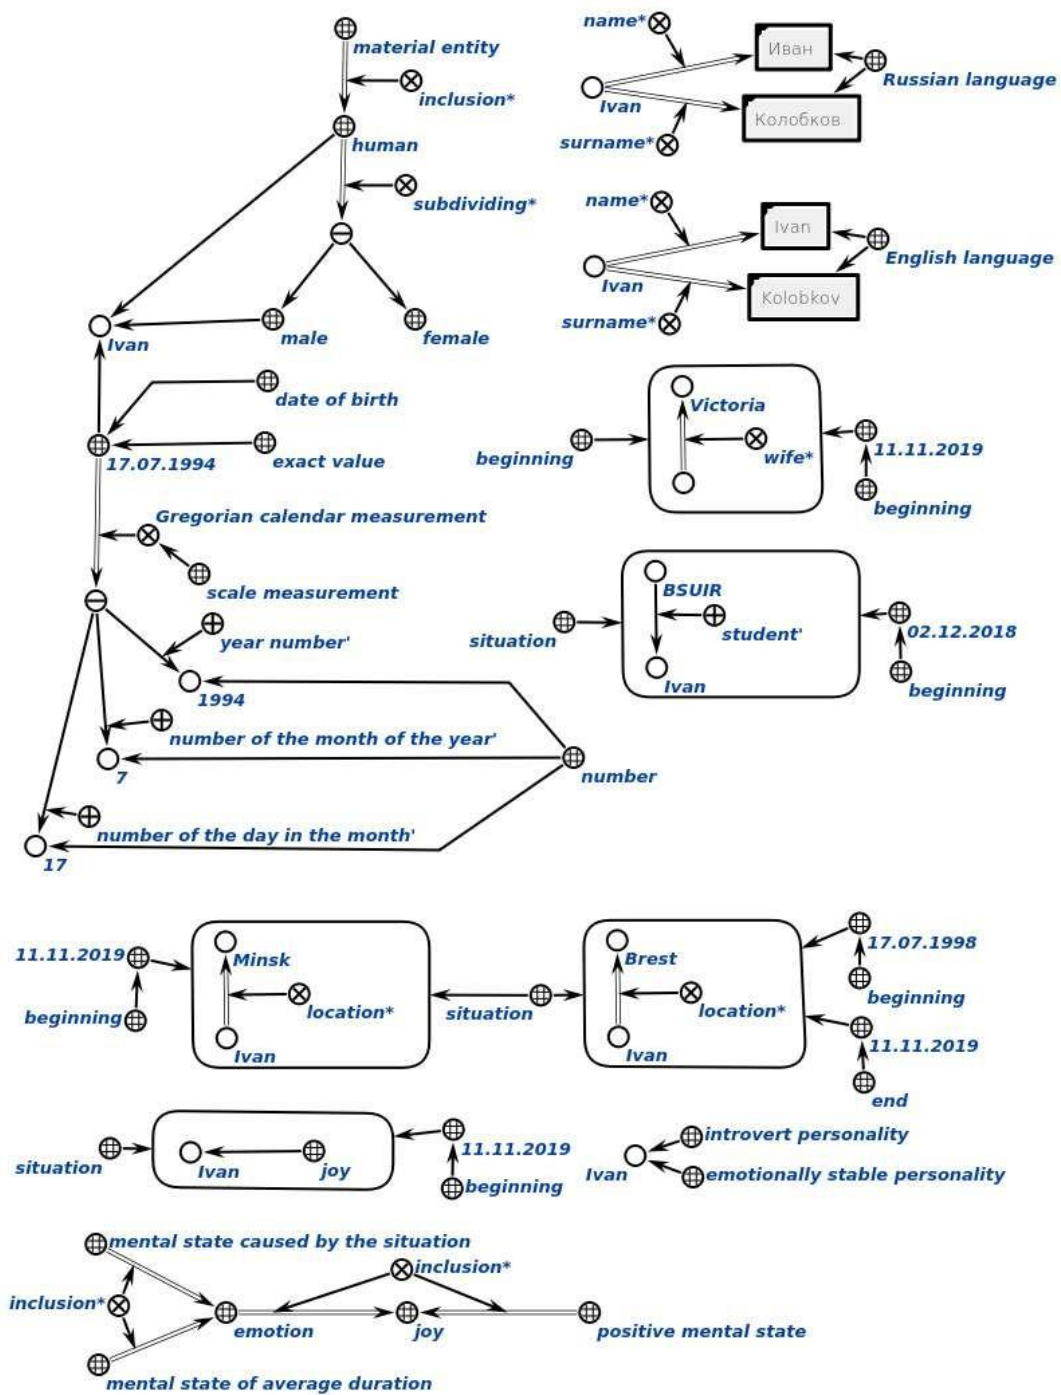 material entity
inclusion*
human
subdividing*
male
female
Ivan
date of birth
17.07.1994
exact value
Gregorian calendar measurement
scale measurement
year number'
1994
number of the month of the year'
7
number
number of the day in the month'
17
name*
Иван
Russian language
Ivan
Колобков
surname*
name*
Ivan
English language
Ivan
Kolobkov
surname*
Victoria
beginning
wife*
11.11.2019
beginning
BSUIR
situation
student'
02.12.2018
Ivan
beginning
11.11.2019
Minsk
location*
beginning
Ivan
situation
Brest
location*
Ivan
17.07.1998
beginning
11.11.2019
end
situation
Ivan
joy
11.11.2019
beginning
introvert personality
Ivan
emotionally stable personality
mental state caused by the situation
inclusion*
inclusion*
emotion
joy
positive mental state
mental state of average duration